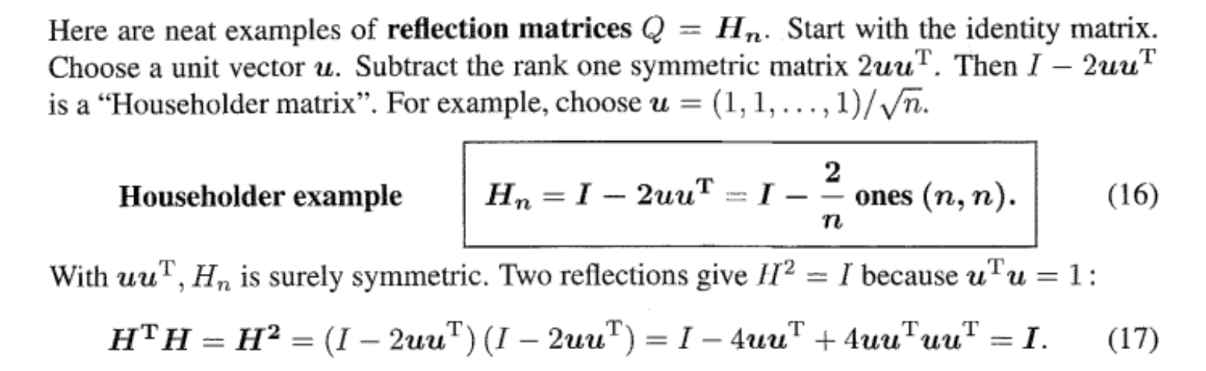 Here are neat examples of reflection matrices Q = Hₙ. Start with the identity matrix.
Choose a unit vector u. Subtract the rank one symmetric matrix 2uuᵀ. Then I − 2uuᵀ
is a “Householder matrix”. For example, choose u = (1, 1, . . . , 1)/√n.
Householder example Hₙ = I − 2uuᵀ = I − 2/n ones (n, n). (16)
With uuᵀ, Hₙ is surely symmetric. Two reflections give H² = I because uᵀu = 1 :
HᵀH = H² = (I − 2uuᵀ) (I − 2uuᵀ) = I − 4uuᵀ + 4uuᵀuuᵀ = I. (17)